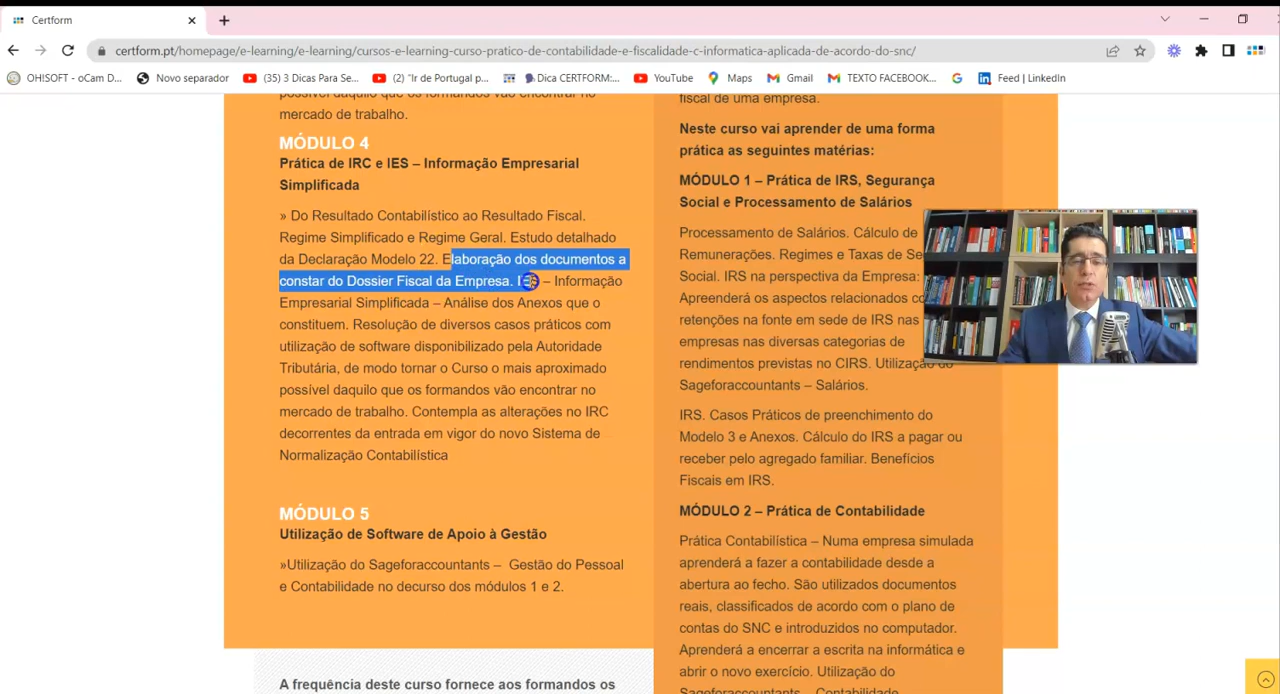 Certform
certform.pt/homepage/e-learning/e-learning/cursos-e-learning-curso-pratico-de-contabilidade-e-fiscalidade-c-informatica-aplicada-de-acordo-do-snc/
OHISOFT - oCam D...
Novo separador
(35) 3 Dicas Para Se...
(2) "Ir de Portugal p...
Dica CERTFORM:...
YouTube
Maps
Gmail
TEXTO FACEBOOK...
Feed | LinkedIn
possível daquilo que os formandos vão encontrar no
mercado de trabalho.
MÓDULO 4
Prática de IRC e IES – Informação Empresarial
Simplificada
» Do Resultado Contabilístico ao Resultado Fiscal.
Regime Simplificado e Regime Geral. Estudo detalhado
da Declaração Modelo 22. Elaboração dos documentos a
constar do Dossier Fiscal da Empresa. IES – Informação
Empresarial Simplificada – Análise dos Anexos que o
constituem. Resolução de diversos casos práticos com
utilização de software disponibilizado pela Autoridade
Tributária, de modo tornar o Curso o mais aproximado
possível daquilo que os formandos vão encontrar no
mercado de trabalho. Contempla as alterações no IRC
decorrentes da entrada em vigor do novo Sistema de
Normalização Contabilística
MÓDULO 5
Utilização de Software de Apoio à Gestão
»Utilização do Sageforaccountants – Gestão do Pessoal
e Contabilidade no decurso dos módulos 1 e 2.
A frequência deste curso fornece aos formandos os
fiscal de uma empresa.
Neste curso vai aprender de uma forma
prática as seguintes matérias:
MÓDULO 1 – Prática de IRS, Segurança
Social e Processamento de Salários
Processamento de Salários. Cálculo de
Remunerações. Regimes e Taxas de Se
Social. IRS na perspectiva da Empresa:
Apreenderá os aspectos relacionados co
retenções na fonte em sede de IRS nas
empresas nas diversas categorias de
rendimentos previstas no CIRS. Utilização do
Sageforaccountants – Salários.
IRS. Casos Práticos de preenchimento do
Modelo 3 e Anexos. Cálculo do IRS a pagar ou
receber pelo agregado familiar. Benefícios
Fiscais em IRS.
MÓDULO 2 – Prática de Contabilidade
Prática Contabilística – Numa empresa simulada
aprenderá a fazer a contabilidade desde a
abertura ao fecho. São utilizados documentos
reais, classificados de acordo com o plano de
contas do SNC e introduzidos no computador.
Aprenderá a encerrar a escrita na informática e
abrir o novo exercício. Utilização do
Sageforaccountants – Contabilidade